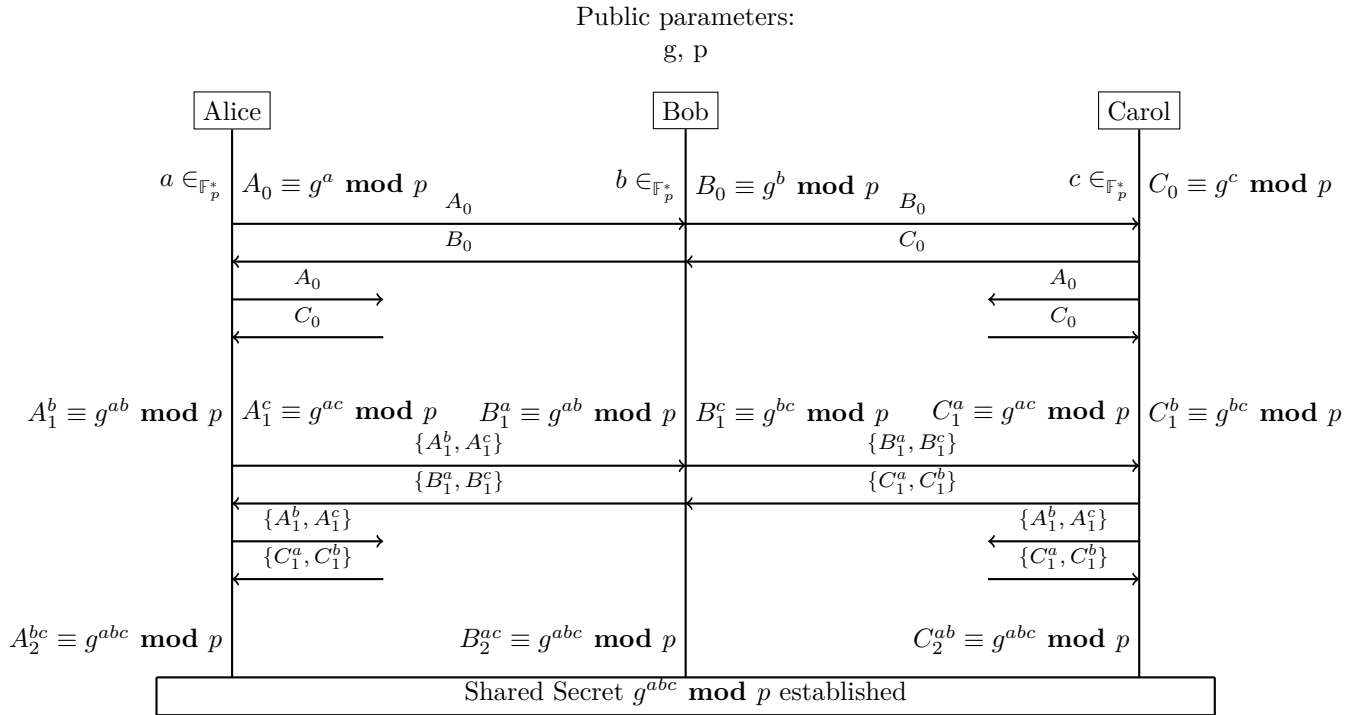 Public parameters:
g, p
Alice Bob Carol
a ∈_{𝔽_p^*} A_0 ≡ g^a mod p b ∈_{𝔽_p^*} B_0 ≡ g^b mod p c ∈_{𝔽_p^*} C_0 ≡ g^c mod p
A_0 B_0
B_0 C_0
A_0 A_0
C_0 C_0
A_1^b ≡ g^{ab} mod p A_1^c ≡ g^{ac} mod p B_1^a ≡ g^{ab} mod p B_1^c ≡ g^{bc} mod p C_1^a ≡ g^{ac} mod p C_1^b ≡ g^{bc} mod p
{A_1^b, A_1^c} {B_1^a, B_1^c}
{B_1^a, B_1^c} {C_1^a, C_1^b}
{A_1^b, A_1^c} {A_1^b, A_1^c}
{C_1^a, C_1^b} {C_1^a, C_1^b}
A_2^{bc} ≡ g^{abc} mod p B_2^{ac} ≡ g^{abc} mod p C_2^{ab} ≡ g^{abc} mod p
Shared Secret g^{abc} mod p established